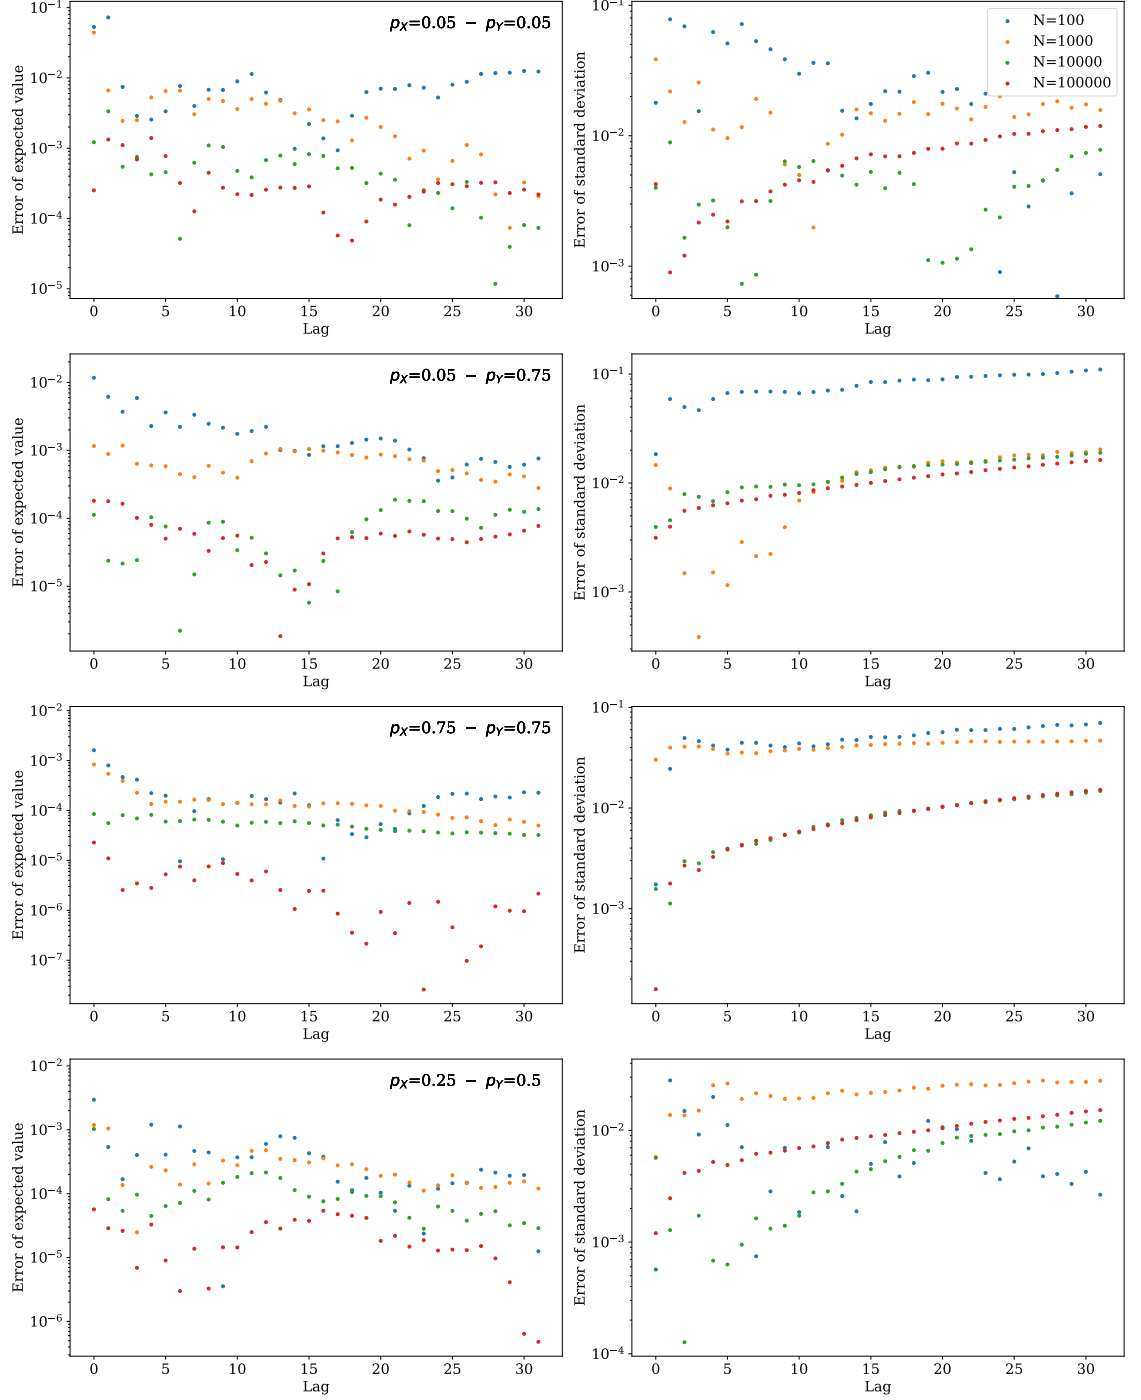 Error of expected value
10⁻¹
10⁻²
10⁻³
10⁻⁴
10⁻⁵
p_X=0.05 − p_Y=0.05
0 5 10 15 20 25 30
Lag
Error of standard deviation
10⁻¹
10⁻²
10⁻³
N=100
N=1000
N=10000
N=100000
0 5 10 15 20 25 30
Lag
Error of expected value
10⁻²
10⁻³
10⁻⁴
10⁻⁵
p_X=0.05 − p_Y=0.75
0 5 10 15 20 25 30
Lag
Error of standard deviation
10⁻¹
10⁻²
10⁻³
0 5 10 15 20 25 30
Lag
Error of expected value
10⁻²
10⁻³
10⁻⁴
10⁻⁵
10⁻⁶
10⁻⁷
p_X=0.75 − p_Y=0.75
0 5 10 15 20 25 30
Lag
Error of standard deviation
10⁻¹
10⁻²
10⁻³
0 5 10 15 20 25 30
Lag
Error of expected value
10⁻²
10⁻³
10⁻⁴
10⁻⁵
10⁻⁶
p_X=0.25 − p_Y=0.5
0 5 10 15 20 25 30
Lag
Error of standard deviation
10⁻²
10⁻³
10⁻⁴
0 5 10 15 20 25 30
Lag